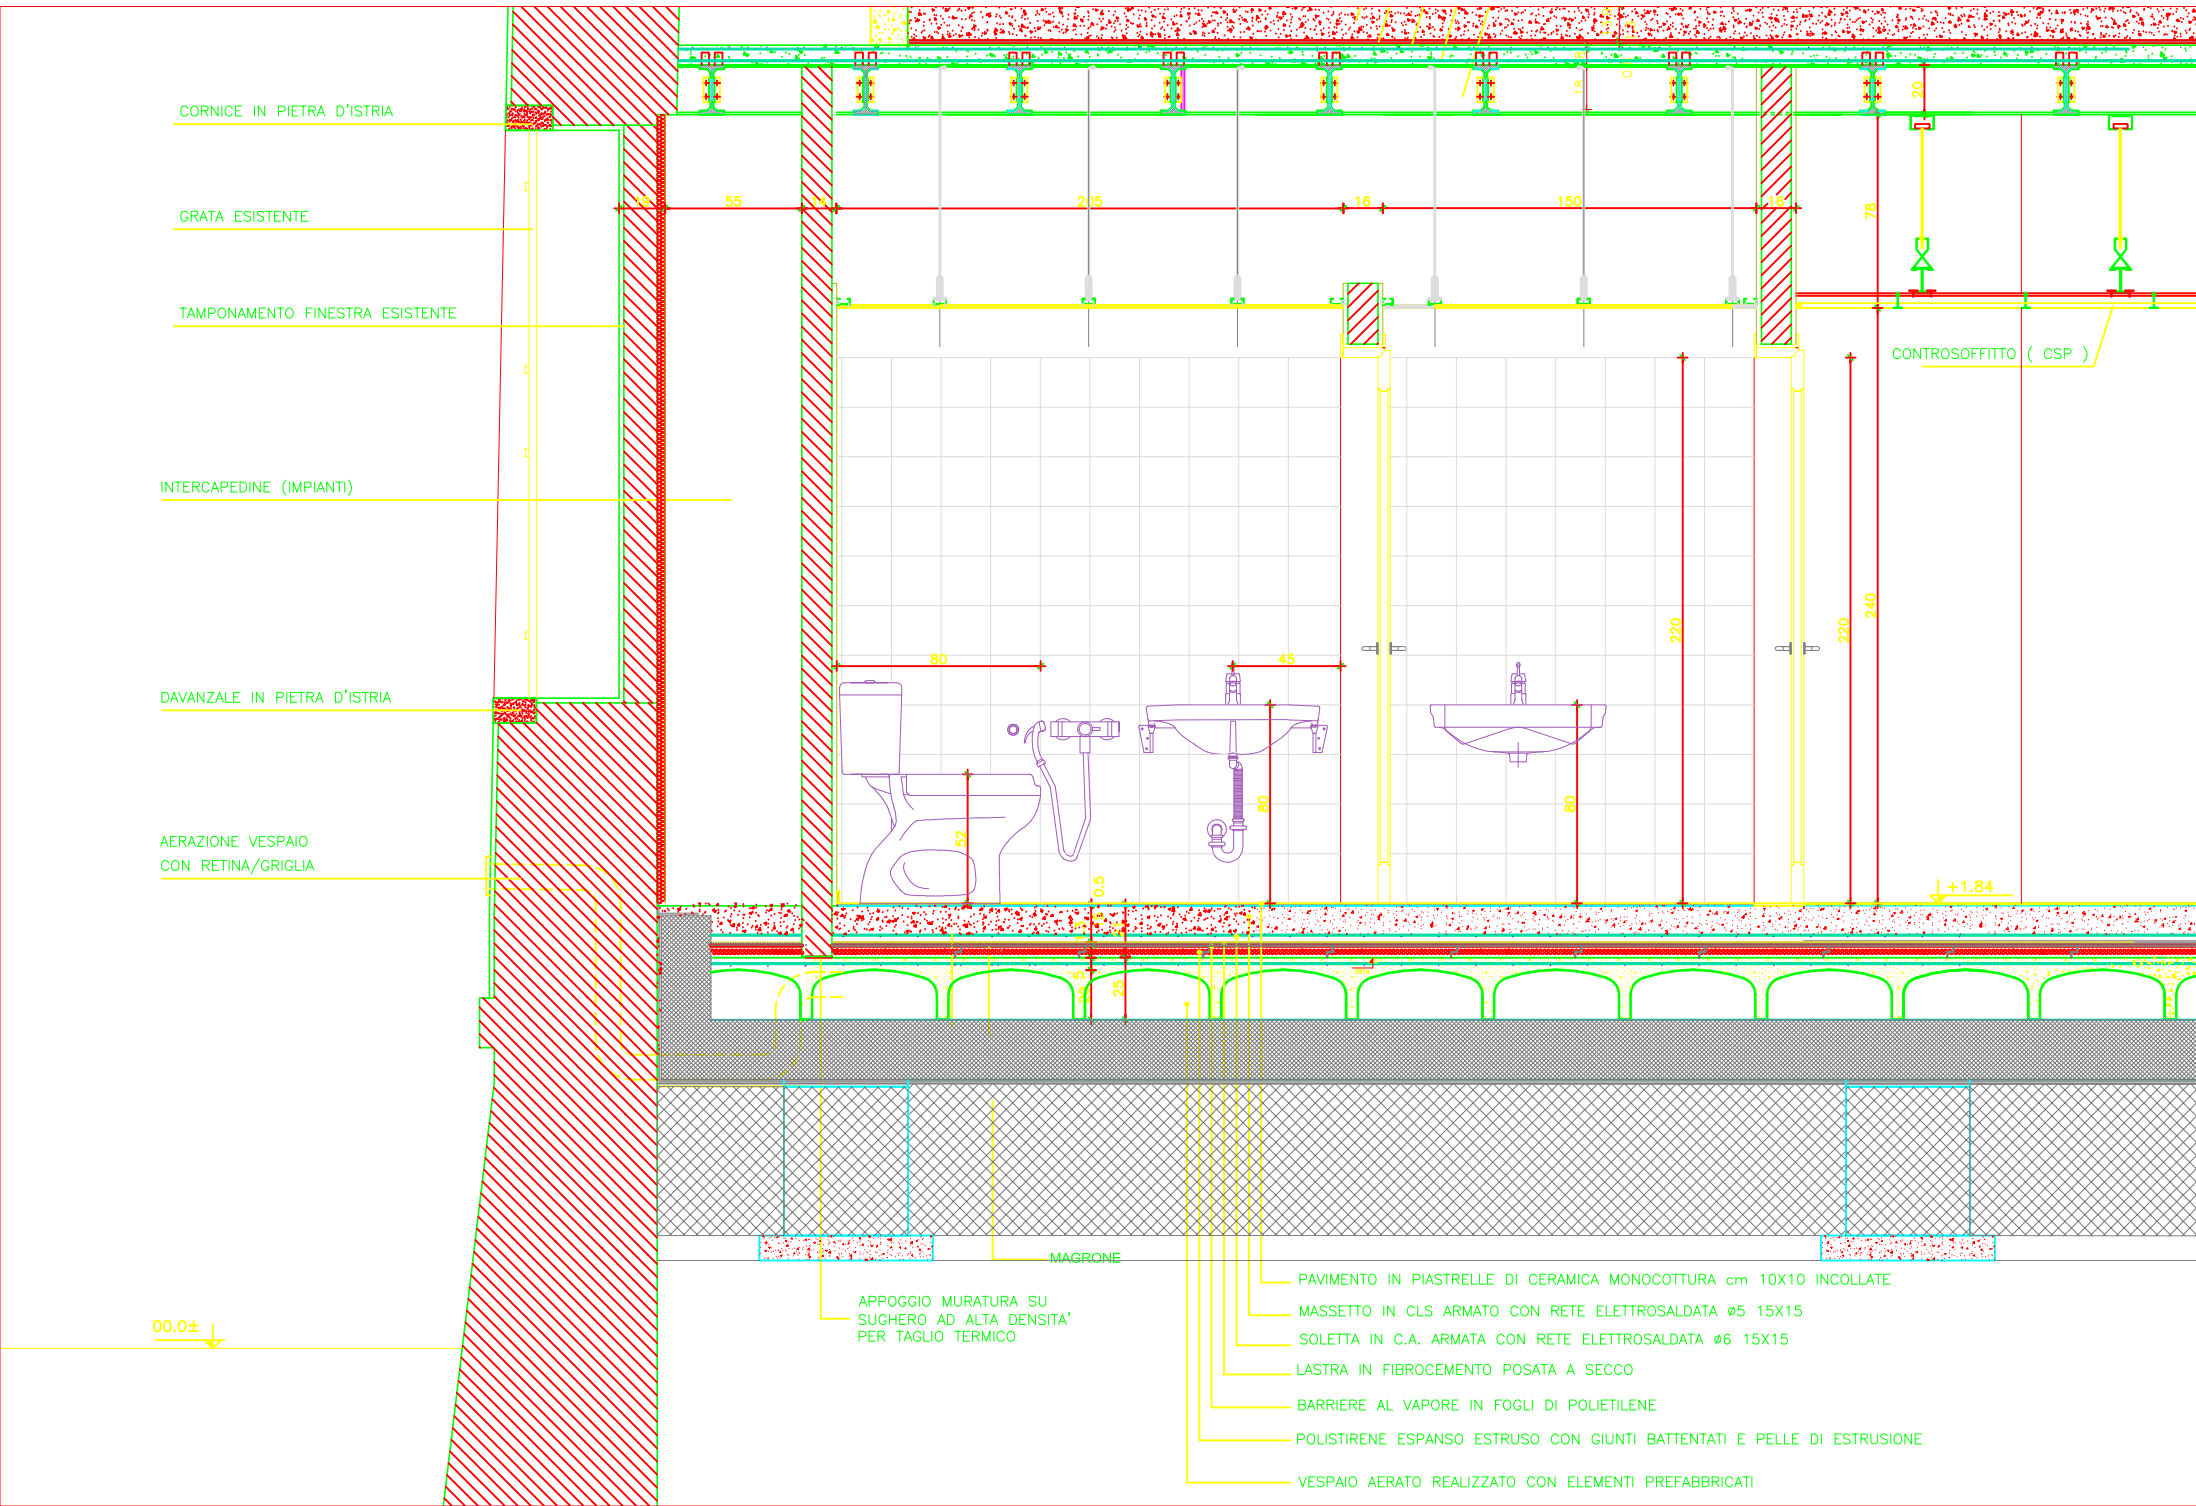 CORNICE IN PIETRA D'ISTRIA
GRATA ESISTENTE
TAMPONAMENTO FINESTRA ESISTENTE
INTERCAPEDINE (IMPIANTI)
DAVANZALE IN PIETRA D'ISTRIA
AERAZIONE VESPAIO
CON RETINA/GRIGLIA
00.0±
20
18
55
14
205
16
150
16
78
CONTROSOFFITTO ( CSP )
240
220
220
80
45
80
80
52
0.5
+1.84
25
MAGRONE
APPOGGIO MURATURA SU
SUGHERO AD ALTA DENSITA'
PER TAGLIO TERMICO
PAVIMENTO IN PIASTRELLE DI CERAMICA MONOCOTTURA cm 10X10 INCOLLATE
MASSETTO IN CLS ARMATO CON RETE ELETTROSALDATA ø5 15X15
SOLETTA IN C.A. ARMATA CON RETE ELETTROSALDATA ø6 15X15
LASTRA IN FIBROCEMENTO POSATA A SECCO
BARRIERE AL VAPORE IN FOGLI DI POLIETILENE
POLISTIRENE ESPANSO ESTRUSO CON GIUNTI BATTENTATI E PELLE DI ESTRUSIONE
VESPAIO AERATO REALIZZATO CON ELEMENTI PREFABBRICATI